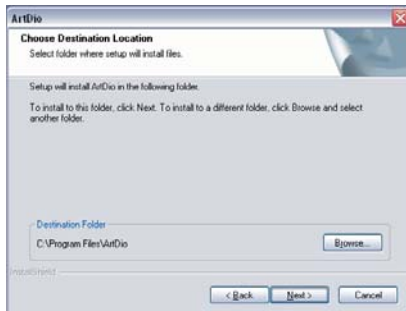 ArtDio
Choose Destination Location
Select folder where setup will install files.
Setup will install ArtDio in the following folder.
To install to this folder, click Next. To install to a different folder, click Browse and select
another folder.
Destination Folder
C:\Program Files\ArtDio
Browse...
InstallShield
< Back
Next >
Cancel